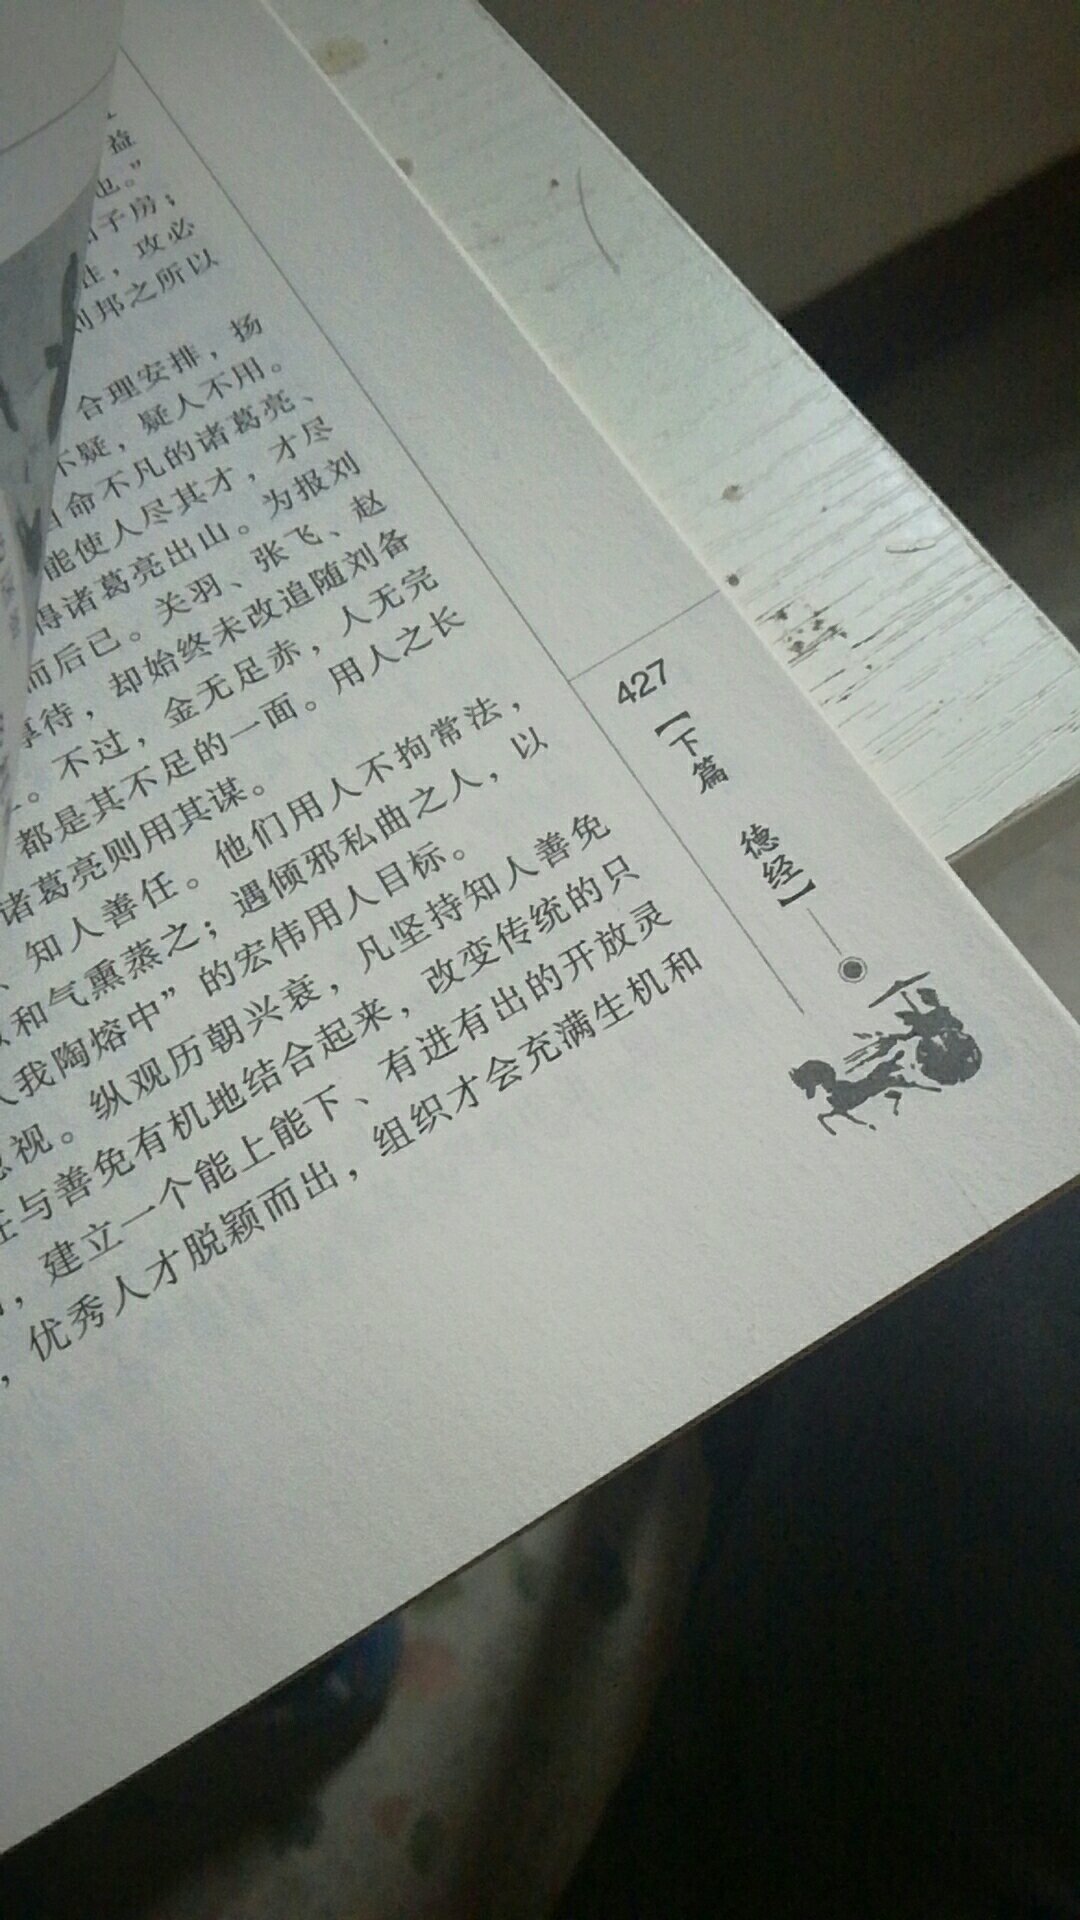 益
也。”
子房；
，攻必
邦之所以
合理安排，扬
不疑，疑人不用。
命不凡的诸葛亮、
能使人尽其才，才尽
得诸葛亮出山。为报刘
而后已。关羽、张飞、赵
待，却始终未改追随刘备
。不过，金无足赤，人无完
都是其不足的一面。用人之长
诸葛亮则用其谋。
、知人善任。他们用人不拘常法，
和气熏蒸之；遇倾邪私曲之人，以
我陶熔中”的宏伟用人目标。
忽视。纵观历朝兴衰，凡坚持知人善免
任与善免有机地结合起来，改变传统的只
，建立一个能上能下、有进有出的开放灵
，优秀人才脱颖而出，组织才会充满生机和
427
【下篇 德经】